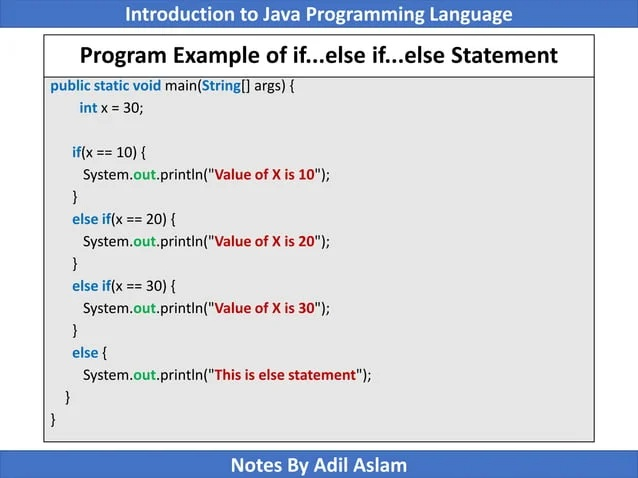 Introduction to Java Programming Language
Program Example of if...else if...else Statement
public static void main(String[] args) {
int x = 30;
if(x == 10) {
System.out.println("Value of X is 10");
}
else if(x == 20) {
System.out.println("Value of X is 20");
}
else if(x == 30) {
System.out.println("Value of X is 30");
}
else {
System.out.println("This is else statement");
}
}
Notes By Adil Aslam